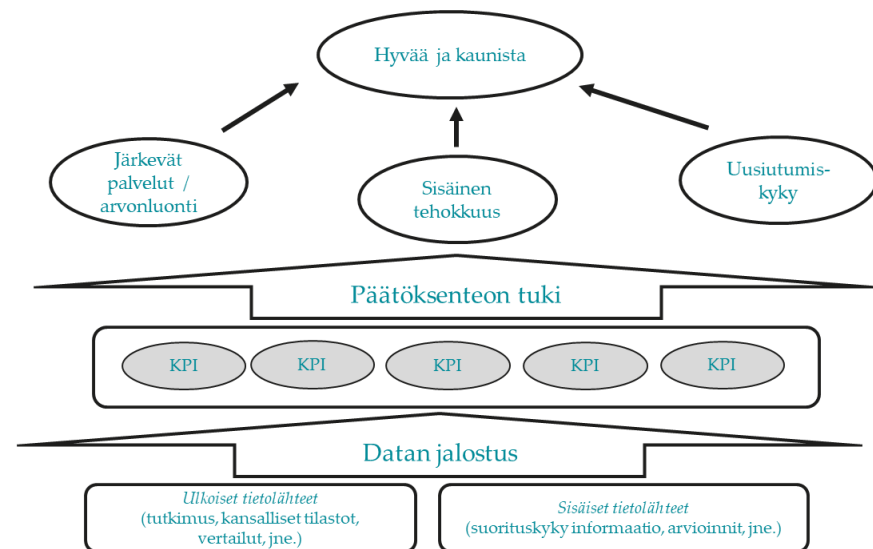 Hyvää ja kaunista
Järkevät
palvelut /
arvonluonti
Sisäinen
tehokkuus
Uusiutumis-
kyky
Päätöksenteon tuki
KPI
KPI
KPI
KPI
KPI
Datan jalostus
Ulkoiset tietolähteet
(tutkimus, kansalliset tilastot,
vertailut, jne.)
Sisäiset tietolähteet
(suorituskyky informaatio, arvioinnit, jne.)